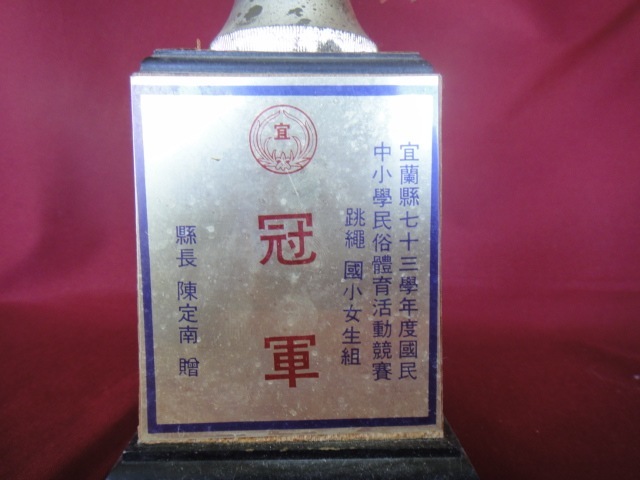 宜
宜蘭縣七十三學年度國民
中小學民俗體育活動競賽
跳繩 國小女生組
冠軍
縣長 陳定南 贈